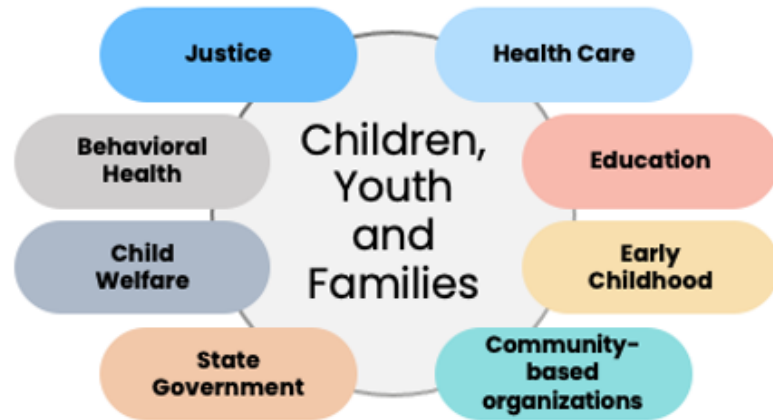 Justice
Health Care
Children,
Youth
and
Families
Behavioral
Health
Education
Child
Welfare
Early
Childhood
State
Government
Community-
based
organizations